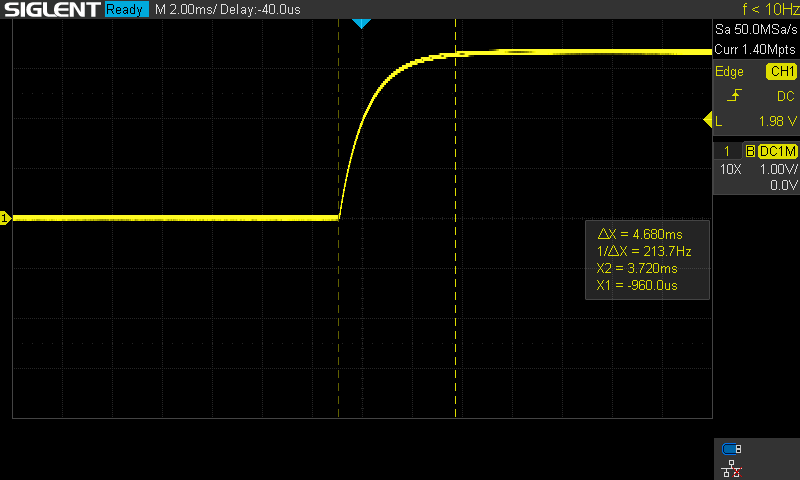 SIGLENT Ready M 2.00ms/ Delay:-40.0us f < 10Hz
Sa 50.0MSa/s
Curr 1.40Mpts
Edge CH1
DC
L 1.98 V
1 B DC1M
10X 1.00V/
0.0V
1
△X = 4.680ms
1/△X = 213.7Hz
X2 = 3.720ms
X1 = -960.0us